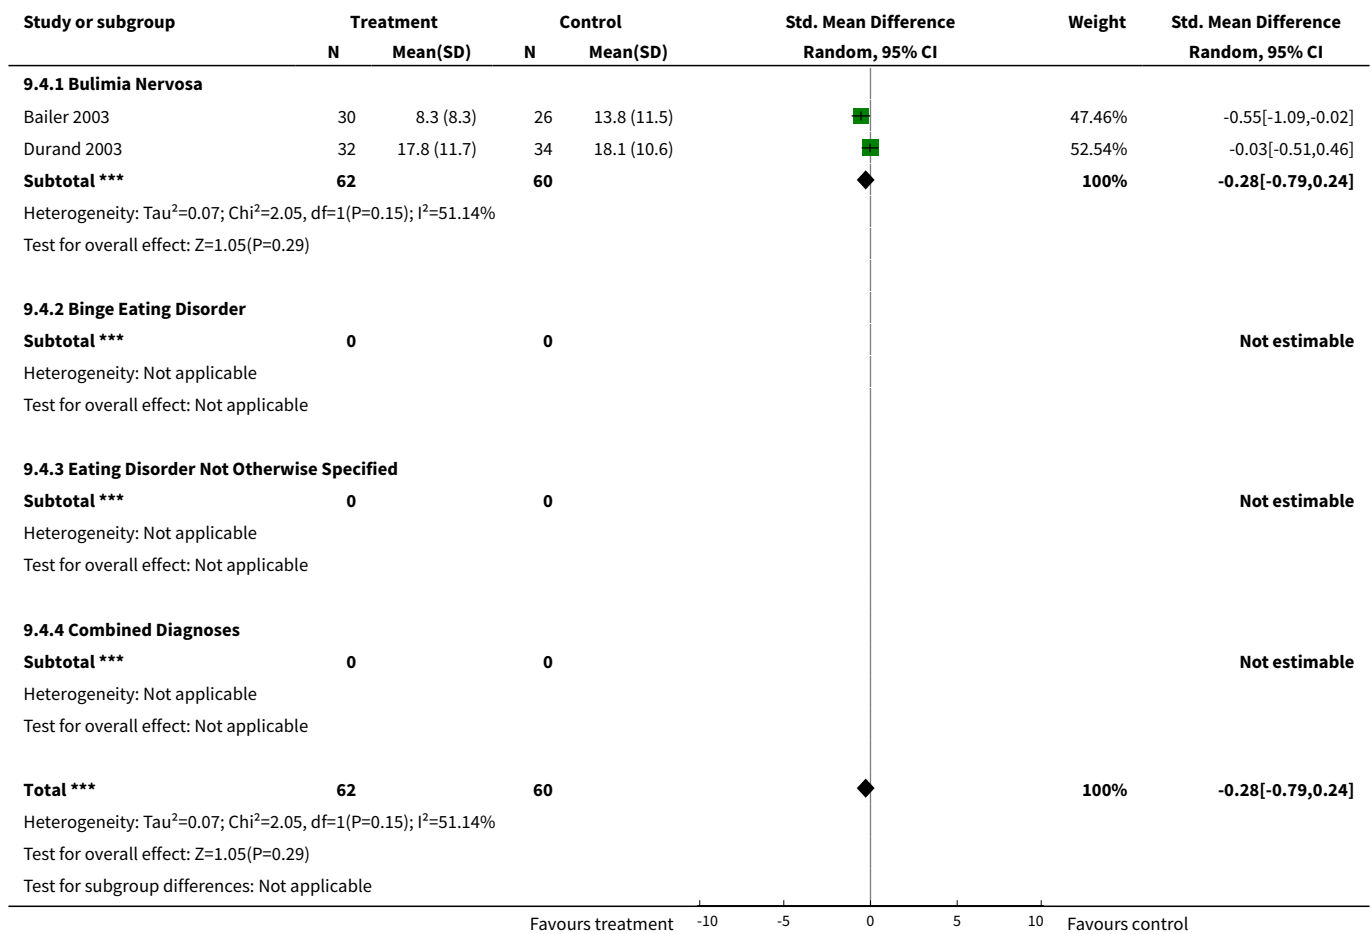 Study or subgroup Treatment Control Std. Mean Difference Weight Std. Mean Difference
N Mean(SD) N Mean(SD) Random, 95% CI Random, 95% CI
9.4.1 Bulimia Nervosa
Bailer 2003 30 8.3 (8.3) 26 13.8 (11.5) 47.46% -0.55[-1.09,-0.02]
Durand 2003 32 17.8 (11.7) 34 18.1 (10.6) 52.54% -0.03[-0.51,0.46]
Subtotal *** 62 60 100% -0.28[-0.79,0.24]
Heterogeneity: Tau²=0.07; Chi²=2.05, df=1(P=0.15); I²=51.14%
Test for overall effect: Z=1.05(P=0.29)
9.4.2 Binge Eating Disorder
Subtotal *** 0 0 Not estimable
Heterogeneity: Not applicable
Test for overall effect: Not applicable
9.4.3 Eating Disorder Not Otherwise Specified
Subtotal *** 0 0 Not estimable
Heterogeneity: Not applicable
Test for overall effect: Not applicable
9.4.4 Combined Diagnoses
Subtotal *** 0 0 Not estimable
Heterogeneity: Not applicable
Test for overall effect: Not applicable
Total *** 62 60 100% -0.28[-0.79,0.24]
Heterogeneity: Tau²=0.07; Chi²=2.05, df=1(P=0.15); I²=51.14%
Test for overall effect: Z=1.05(P=0.29)
Test for subgroup differences: Not applicable
Favours treatment -10 -5 0 5 10 Favours control